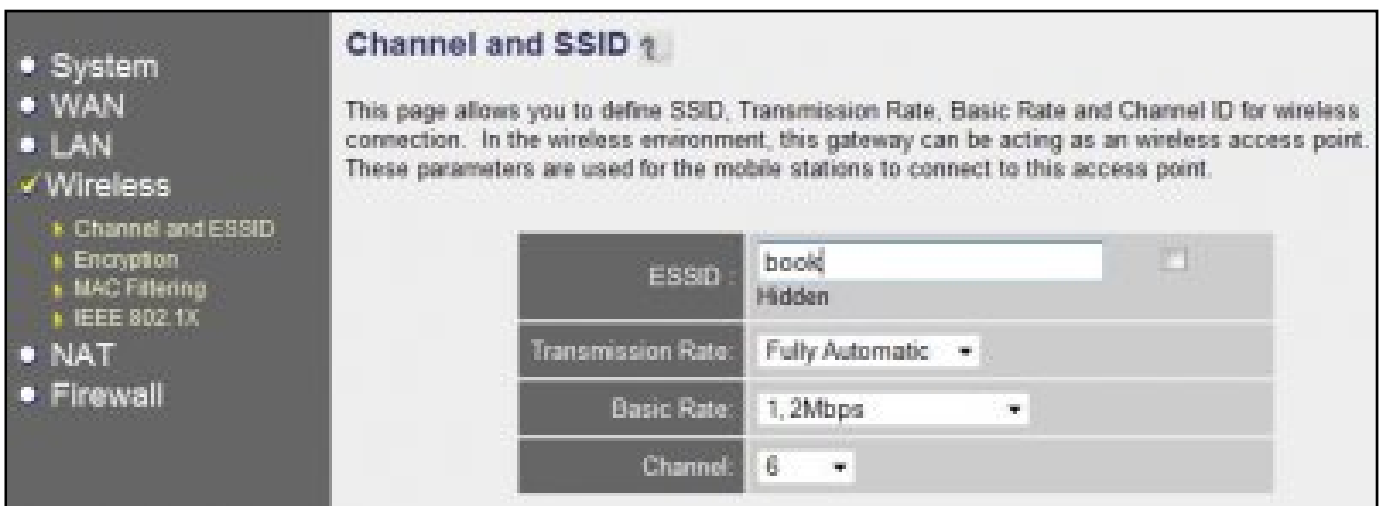 System
WAN
LAN
Wireless
Channel and ESSID
Encryption
MAC Filtering
IEEE 802.1X
NAT
Firewall
Channel and SSID
This page allows you to define SSID, Transmission Rate, Basic Rate and Channel ID for wireless
connection. In the wireless environment, this gateway can be acting as an wireless access point.
These parameters are used for the mobile stations to connect to this access point.
ESSID :
book
Hidden
Transmission Rate:
Fully Automatic
Basic Rate:
1, 2Mbps
Channel:
6